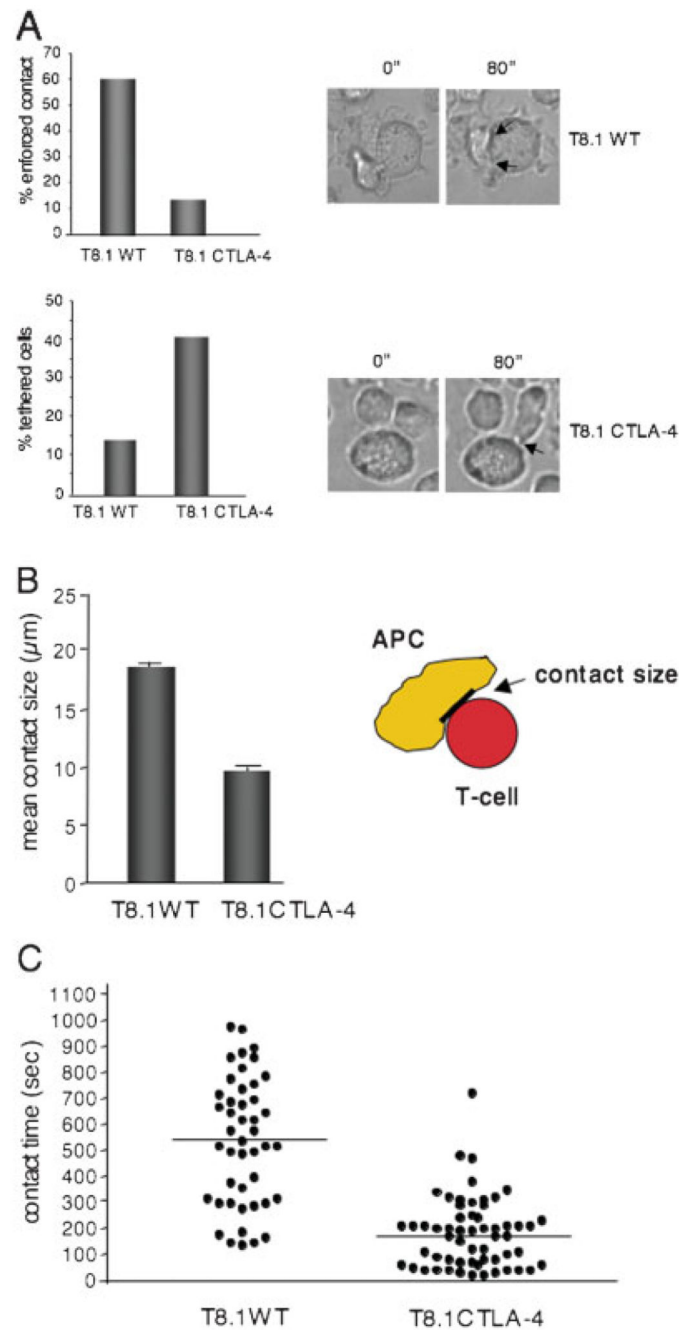 A
% enforced contact
70
60
50
40
30
20
10
0
T8.1 WT
T8.1 CTLA-4
0"
80"
T8.1 WT
% tethered cells
50
40
30
20
10
0
T8.1 WT
T8.1 CTLA-4
0"
80"
T8.1 CTLA-4
B
mean contact size (µm)
25
20
15
10
5
0
T8.1WT
T8.1CTLA-4
APC
contact size
T-cell
C
contact time (sec)
1100
1000
900
800
700
600
500
400
300
200
100
0
T8.1WT
T8.1CTLA-4